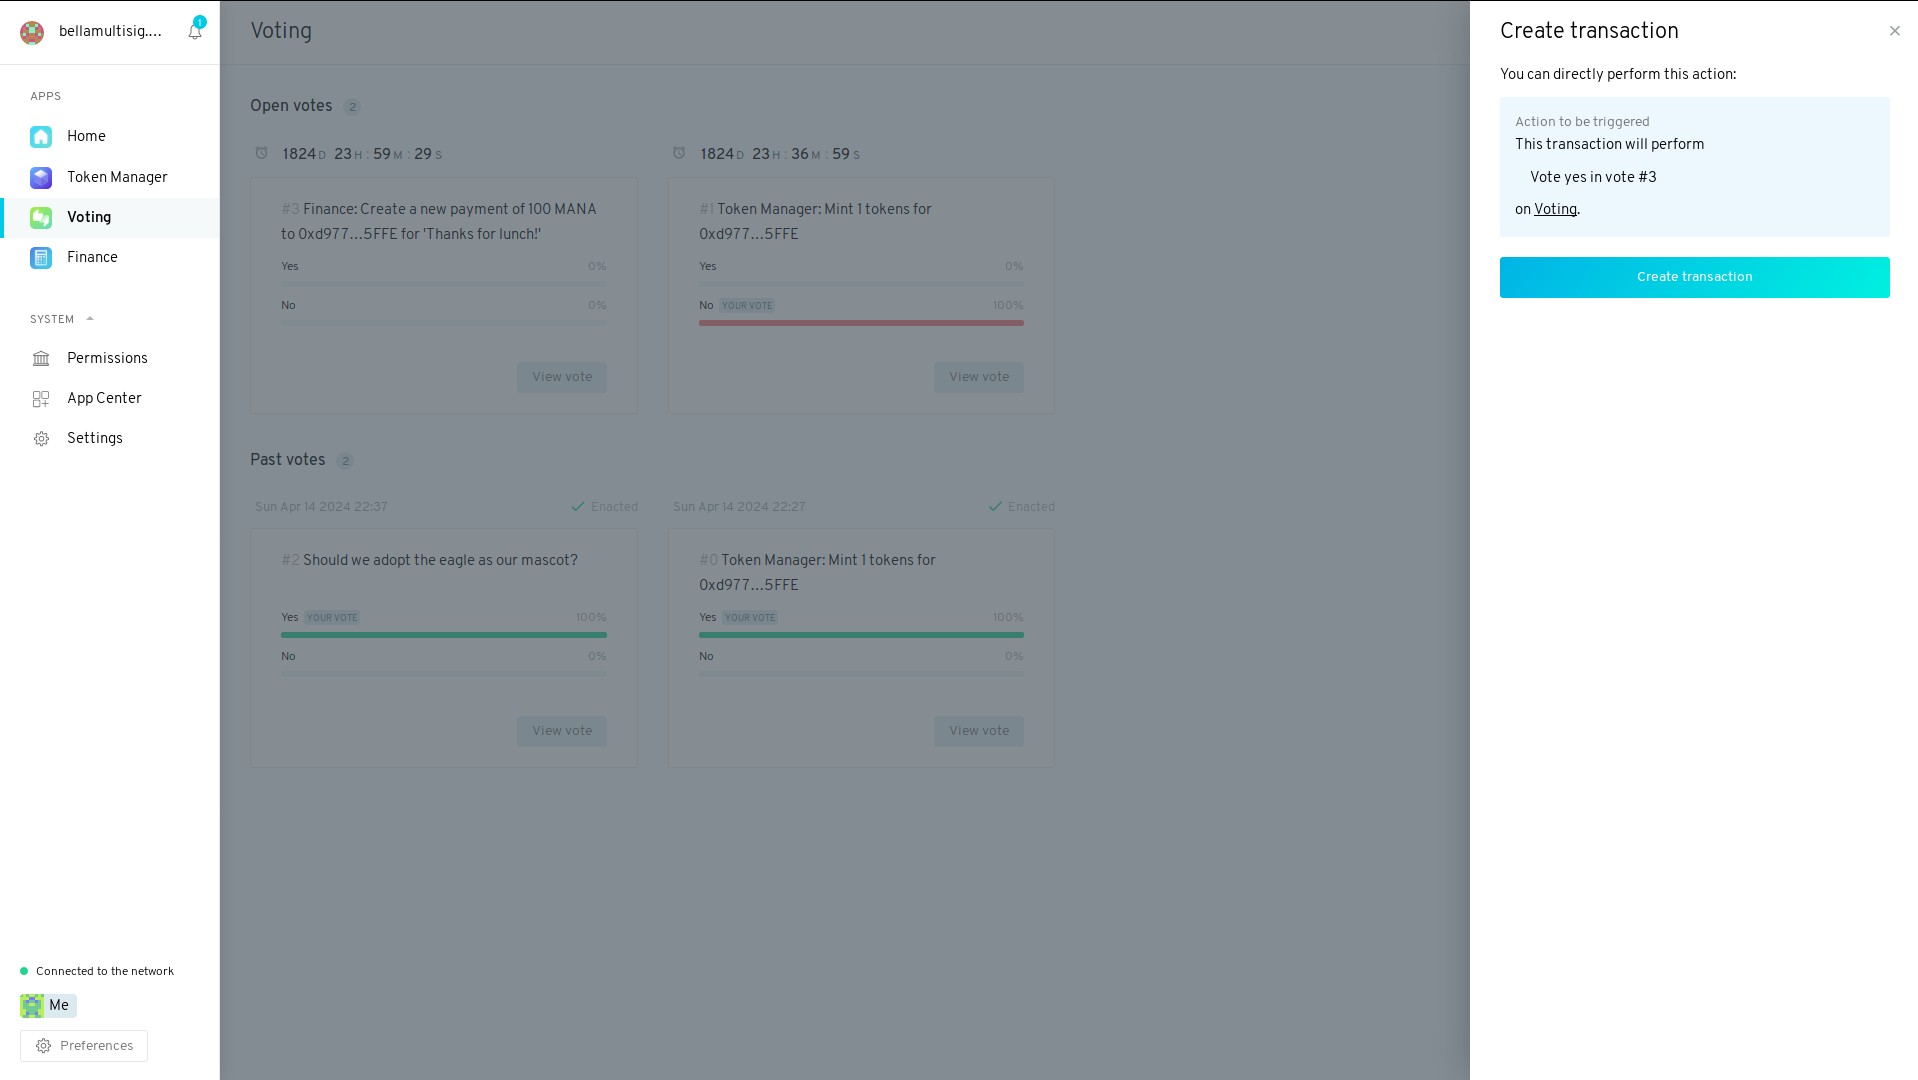 bellamultisig....
1
APPS
Home
Token Manager
Voting
Finance
SYSTEM
Permissions
App Center
Settings
Connected to the network
Me
Preferences
Voting
Open votes 2
1824 D 23 H : 59 M : 29 S
#3 Finance: Create a new payment of 100 MANA
to 0xd977...5FFE for 'Thanks for lunch!'
Yes 0%
No 0%
View vote
1824 D 23 H : 36 M : 59 S
#1 Token Manager: Mint 1 tokens for
0xd977...5FFE
Yes 0%
No YOUR VOTE 100%
View vote
Past votes 2
Sun Apr 14 2024 22:37 Enacted
#2 Should we adopt the eagle as our mascot?
Yes YOUR VOTE 100%
No 0%
View vote
Sun Apr 14 2024 22:27 Enacted
#0 Token Manager: Mint 1 tokens for
0xd977...5FFE
Yes YOUR VOTE 100%
No 0%
View vote
Create transaction
You can directly perform this action:
Action to be triggered
This transaction will perform
Vote yes in vote #3
on Voting.
Create transaction